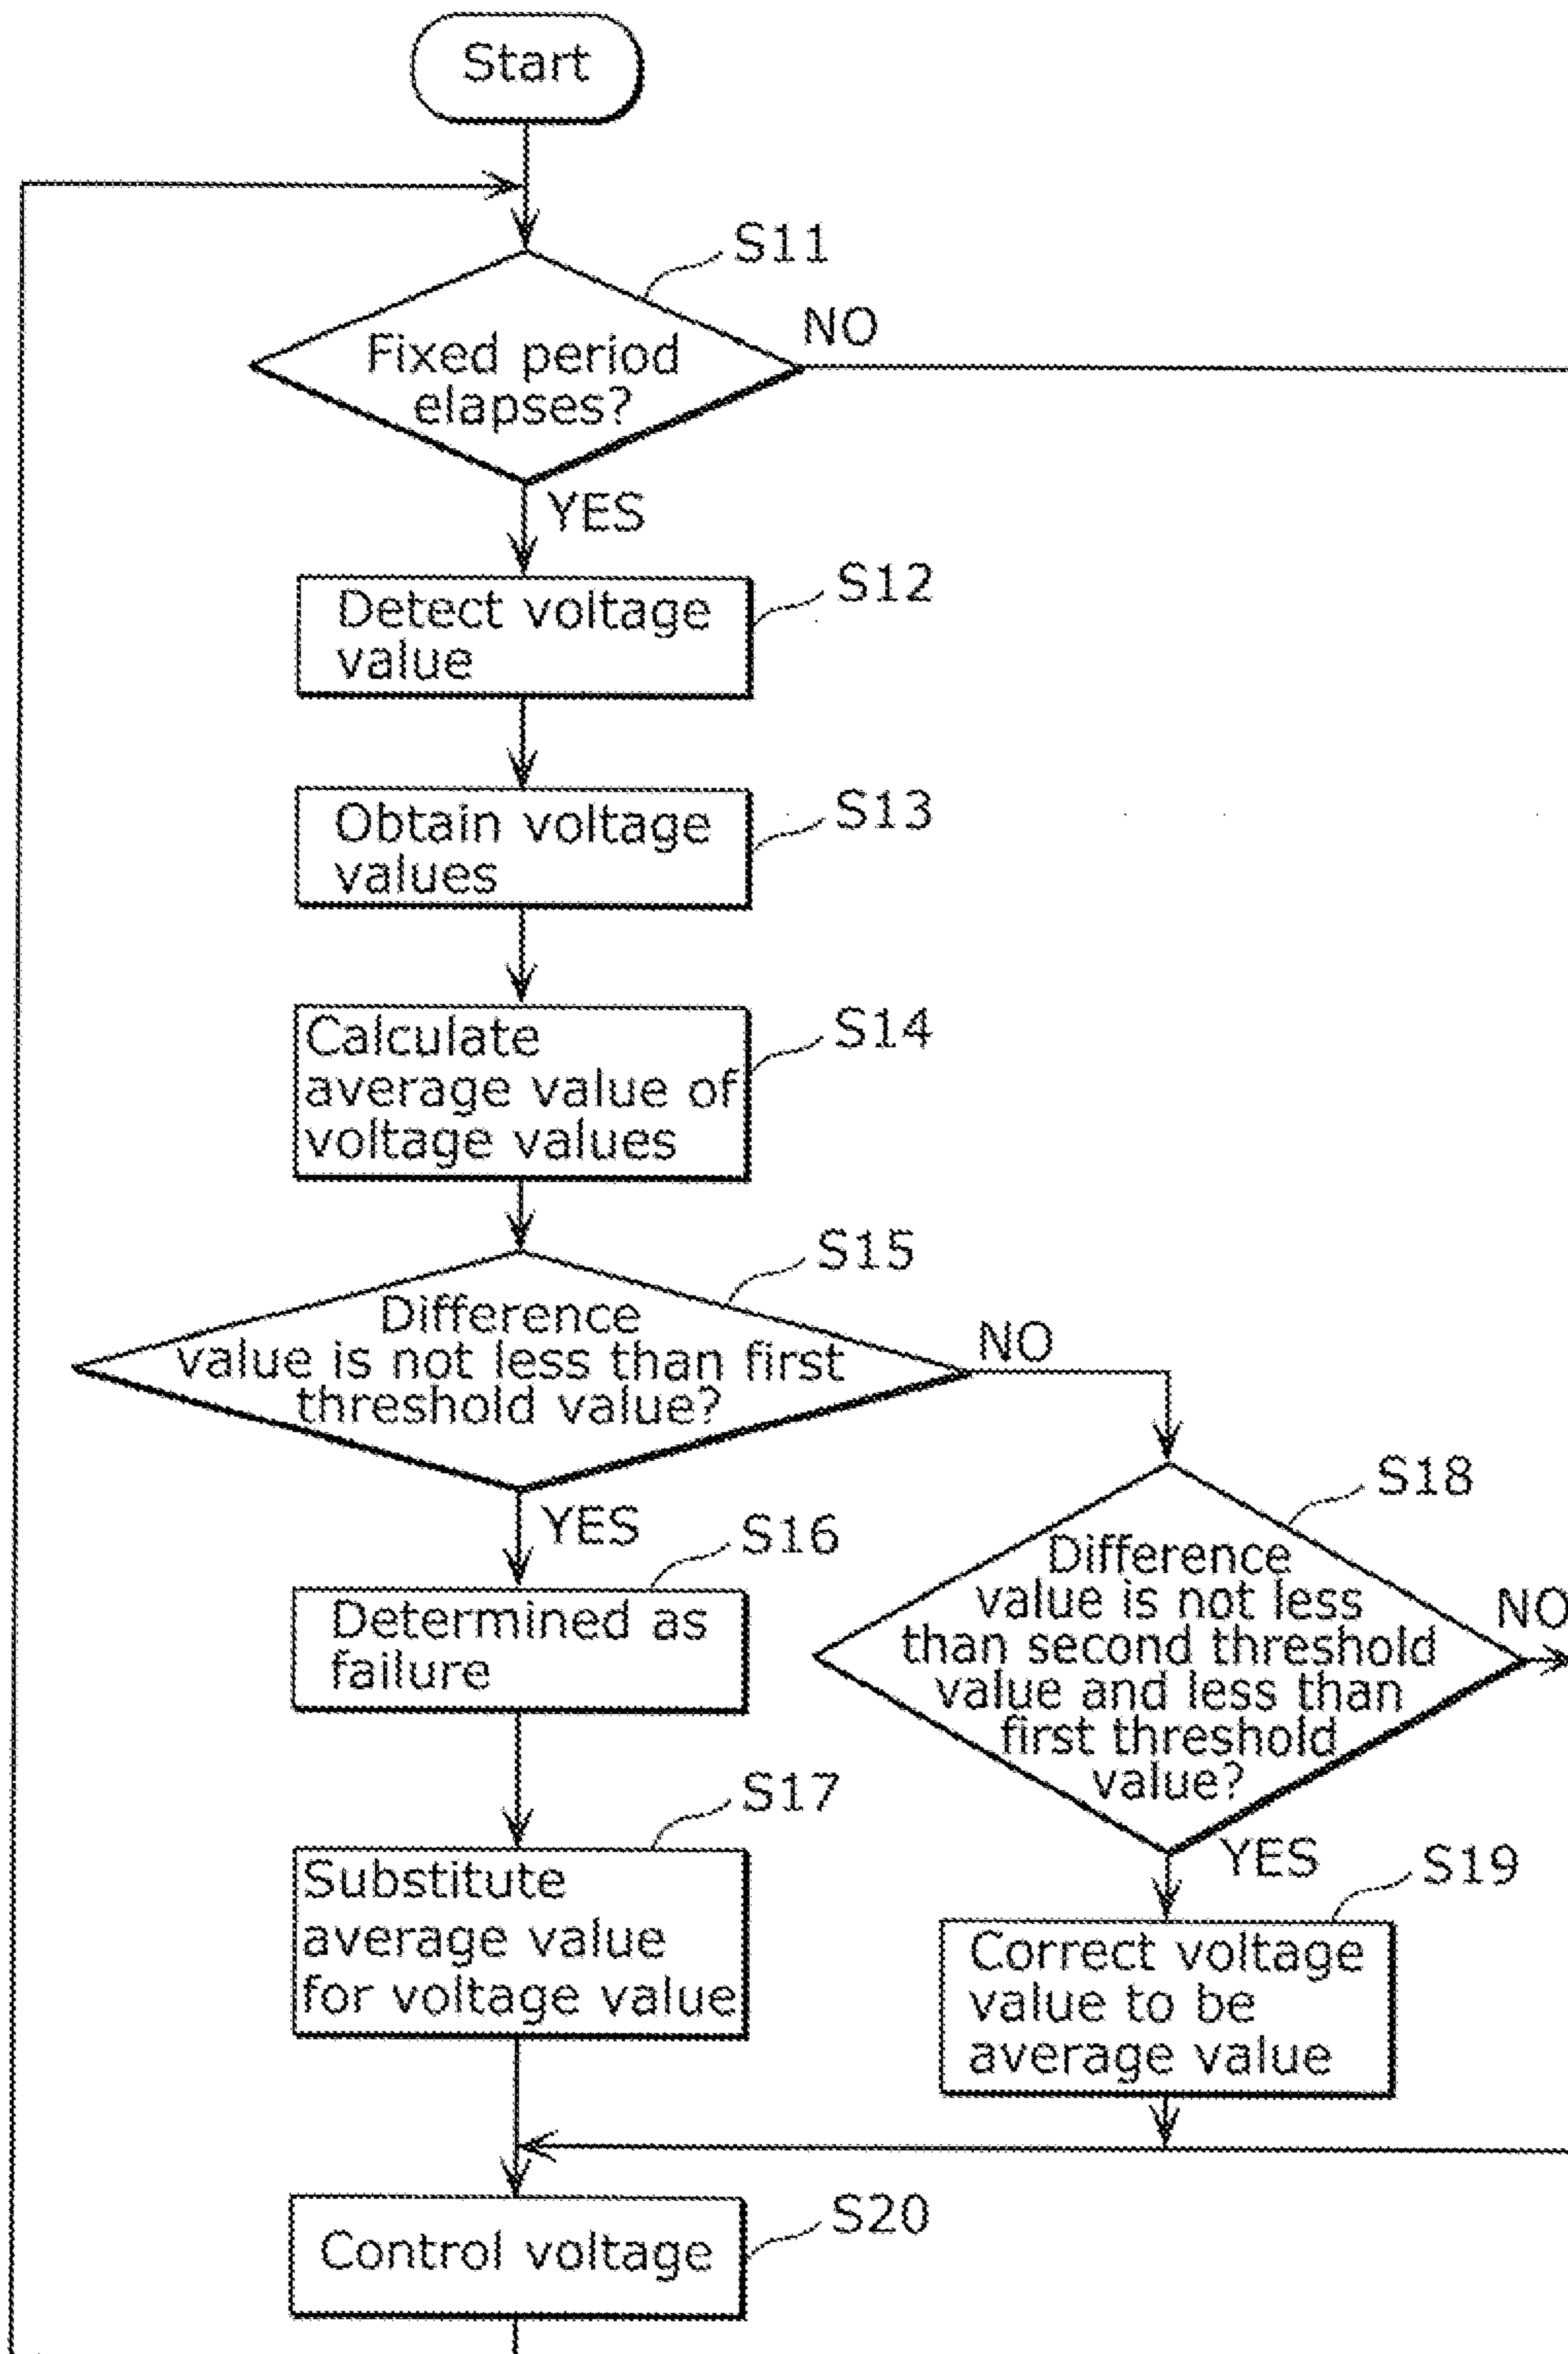 Start
S11
NO
Fixed period
elapses?
YES
S12
Detect voltage
value
S13
Obtain voltage
values
S14
Calculate
average value of
voltage values
S15
Difference
value is not less than first
threshold value?
NO
YES
S16
Determined as
failure
S18
Difference
value is not less
than second threshold
value and less than
first threshold
value?
NO
YES
S17
Substitute
average value
for voltage value
S19
Correct voltage
value to be
average value
S20
Control voltage